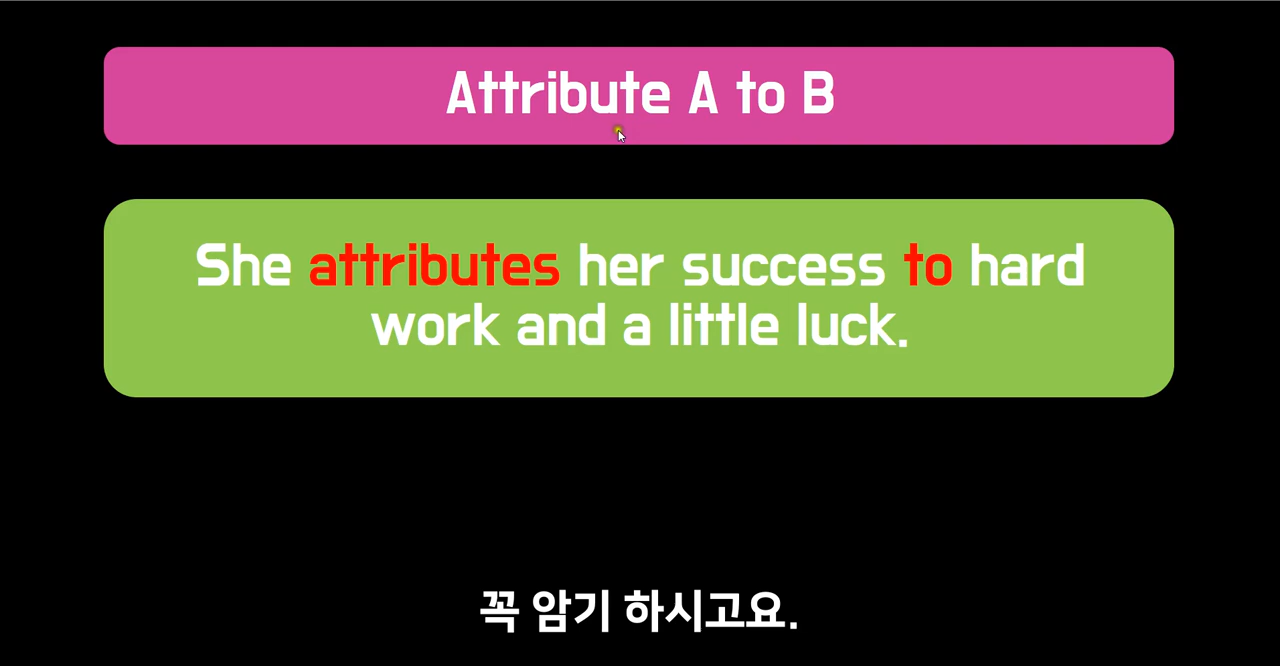 Attribute A to B
She attributes her success to hard
work and a little luck.
꼭 암기 하시고요.